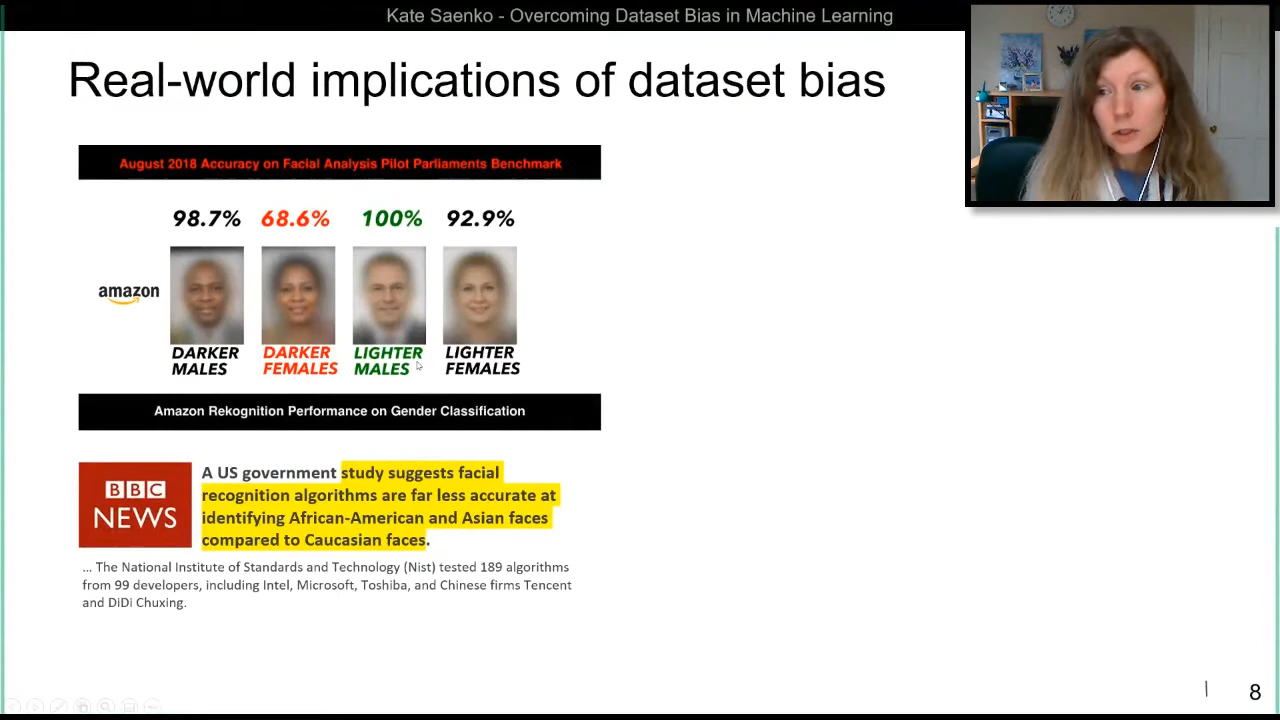 Kate Saenko - Overcoming Dataset Bias in Machine Learning
Real-world implications of dataset bias
August 2018 Accuracy on Facial Analysis Pilot Parliaments Benchmark
98.7% 68.6% 100% 92.9%
amazon
DARKER DARKER LIGHTER LIGHTER
MALES FEMALES MALES FEMALES
Amazon Rekognition Performance on Gender Classification
BBC
NEWS
A US government study suggests facial
recognition algorithms are far less accurate at
identifying African-American and Asian faces
compared to Caucasian faces.
... The National Institute of Standards and Technology (Nist) tested 189 algorithms
from 99 developers, including Intel, Microsoft, Toshiba, and Chinese firms Tencent
and DiDi Chuxing.
8